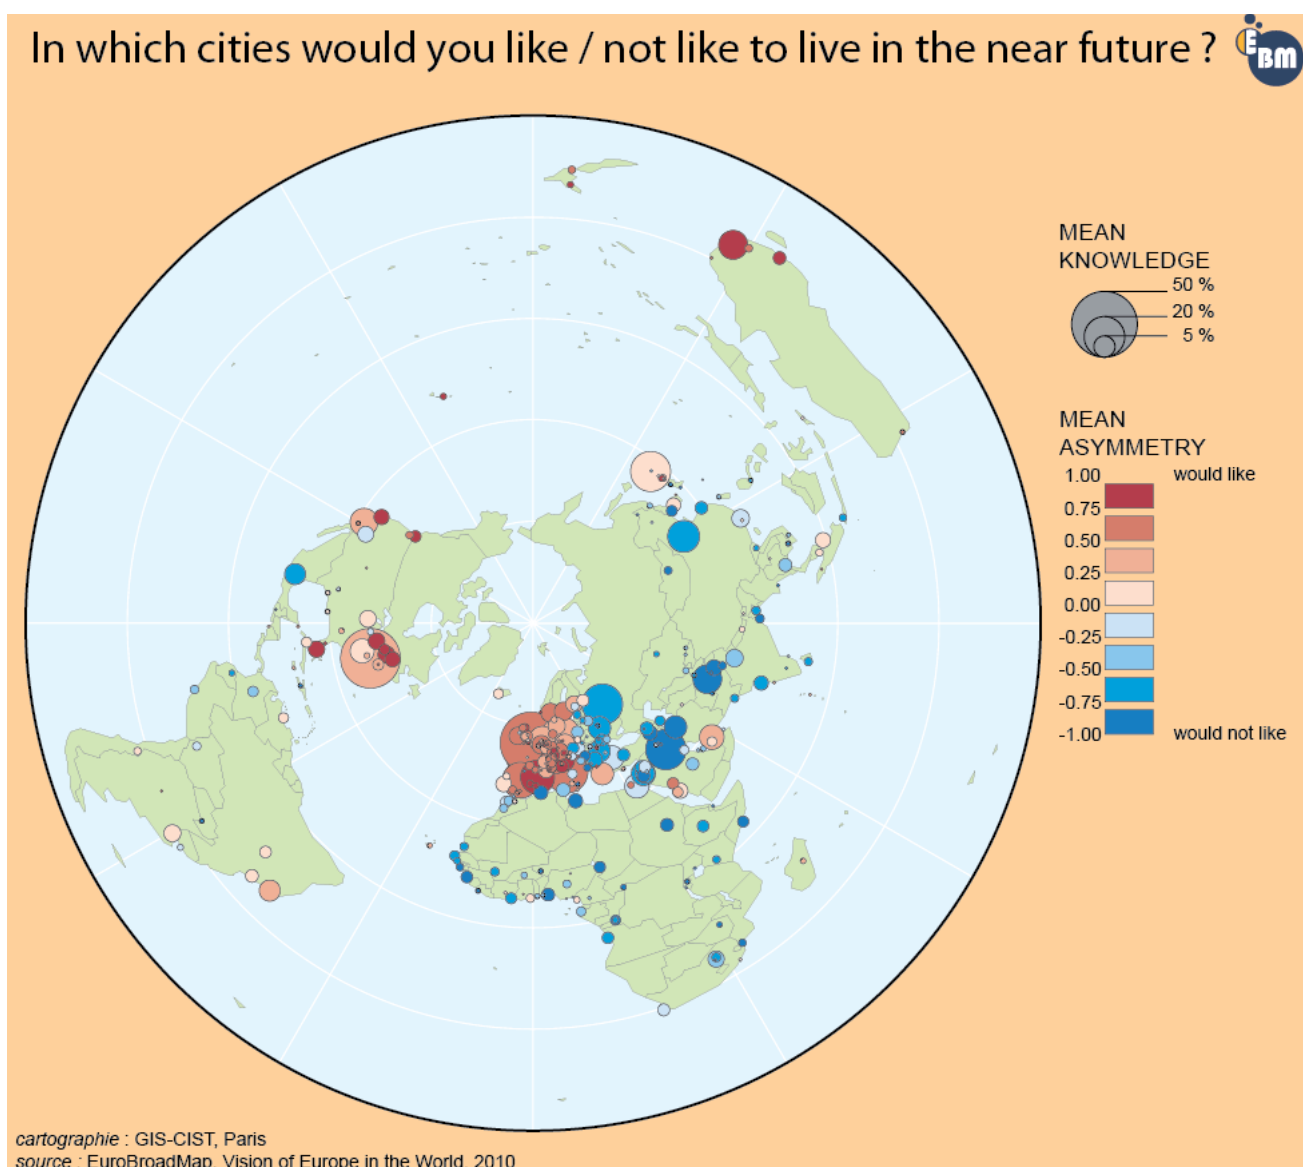 In which cities would you like / not like to live in the near future ?
EBM
MEAN
KNOWLEDGE
50 %
20 %
5 %
MEAN
ASYMMETRY
1.00 would like
0.75
0.50
0.25
0.00
-0.25
-0.50
-0.75
-1.00 would not like
cartographie : GIS-CIST, Paris
source : EuroBroadMap, Vision of Europe in the World, 2010